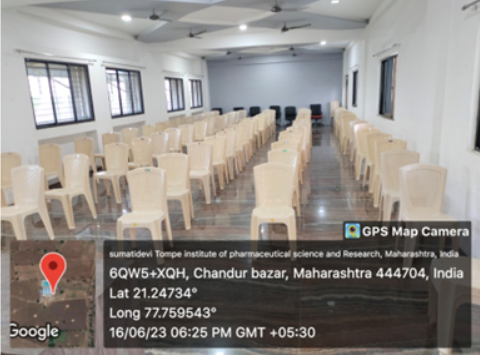 GPS Map Camera
sumatidevi Tompe institute of pharmaceutical science and Research, Maharashtra, India
6QW5+XQH, Chandur bazar, Maharashtra 444704, India
Lat 21.24734°
Long 77.759543°
16/06/23 06:25 PM GMT +05:30
Google